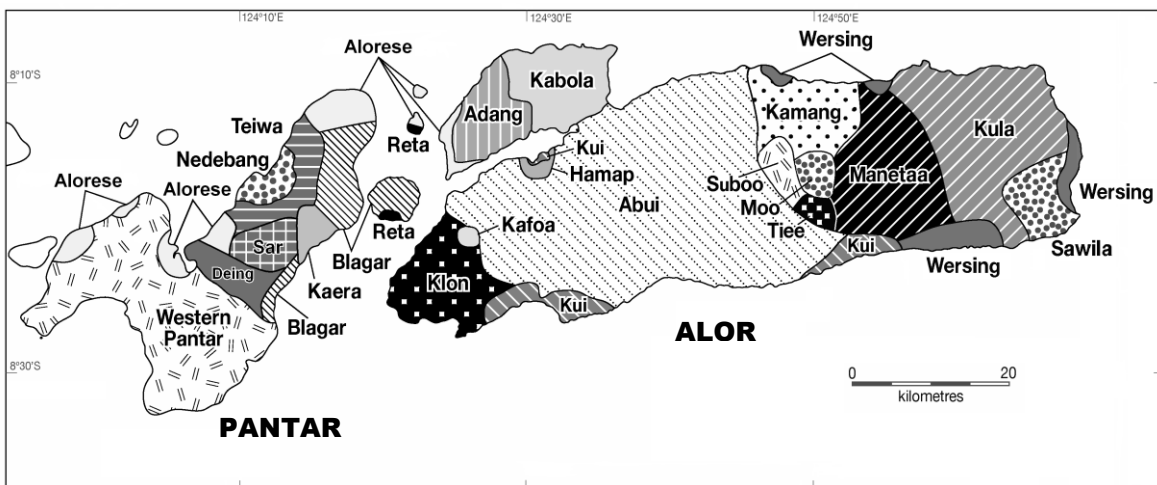 124°10'E
124°30'E
124°50'E
8°10'S
8°30'S
Alorese
Wersing
Kabola
Adang
Kamang
Kula
Teiwa
Reta
Nedebang
Kui
Hamap
Suboo
Moo
Tiee
Manetaa
Abui
Alorese
Alorese
Wersing
Sawila
Sar
Reta
Kafoa
Deing
Blagar
Kaera
Klon
Kui
Wersing
Western
Pantar
Blagar
Kui
ALOR
PANTAR
0
20
kilometres